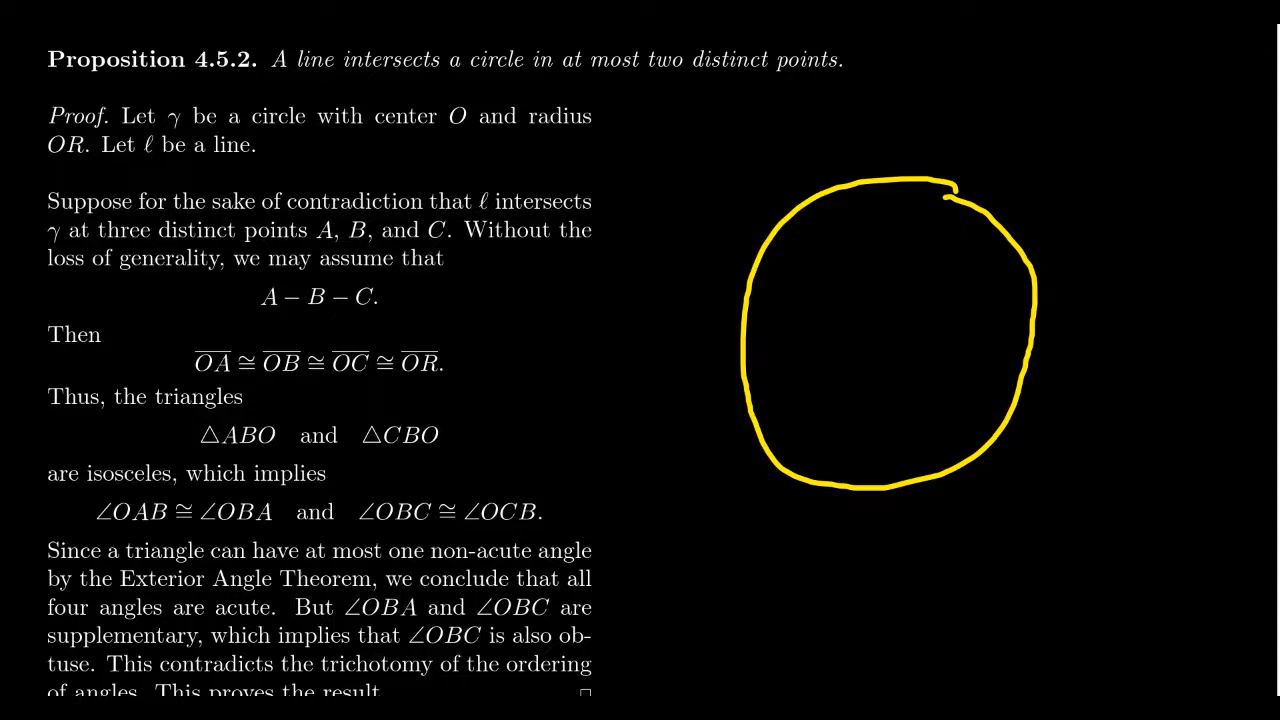 Proposition 4.5.2. A line intersects a circle in at most two distinct points.
Proof. Let γ be a circle with center O and radius
OR. Let ℓ be a line.
Suppose for the sake of contradiction that ℓ intersects
γ at three distinct points A, B, and C. Without the
loss of generality, we may assume that
A − B − C.
Then
O̅A̅ ≅ O̅B̅ ≅ O̅C̅ ≅ O̅R̅.
Thus, the triangles
△ABO and △CBO
are isosceles, which implies
∠OAB ≅ ∠OBA and ∠OBC ≅ ∠OCB.
Since a triangle can have at most one non-acute angle
by the Exterior Angle Theorem, we conclude that all
four angles are acute. But ∠OBA and ∠OBC are
supplementary, which implies that ∠OBC is also ob-
tuse. This contradicts the trichotomy of the ordering
of angles. This proves the result. □